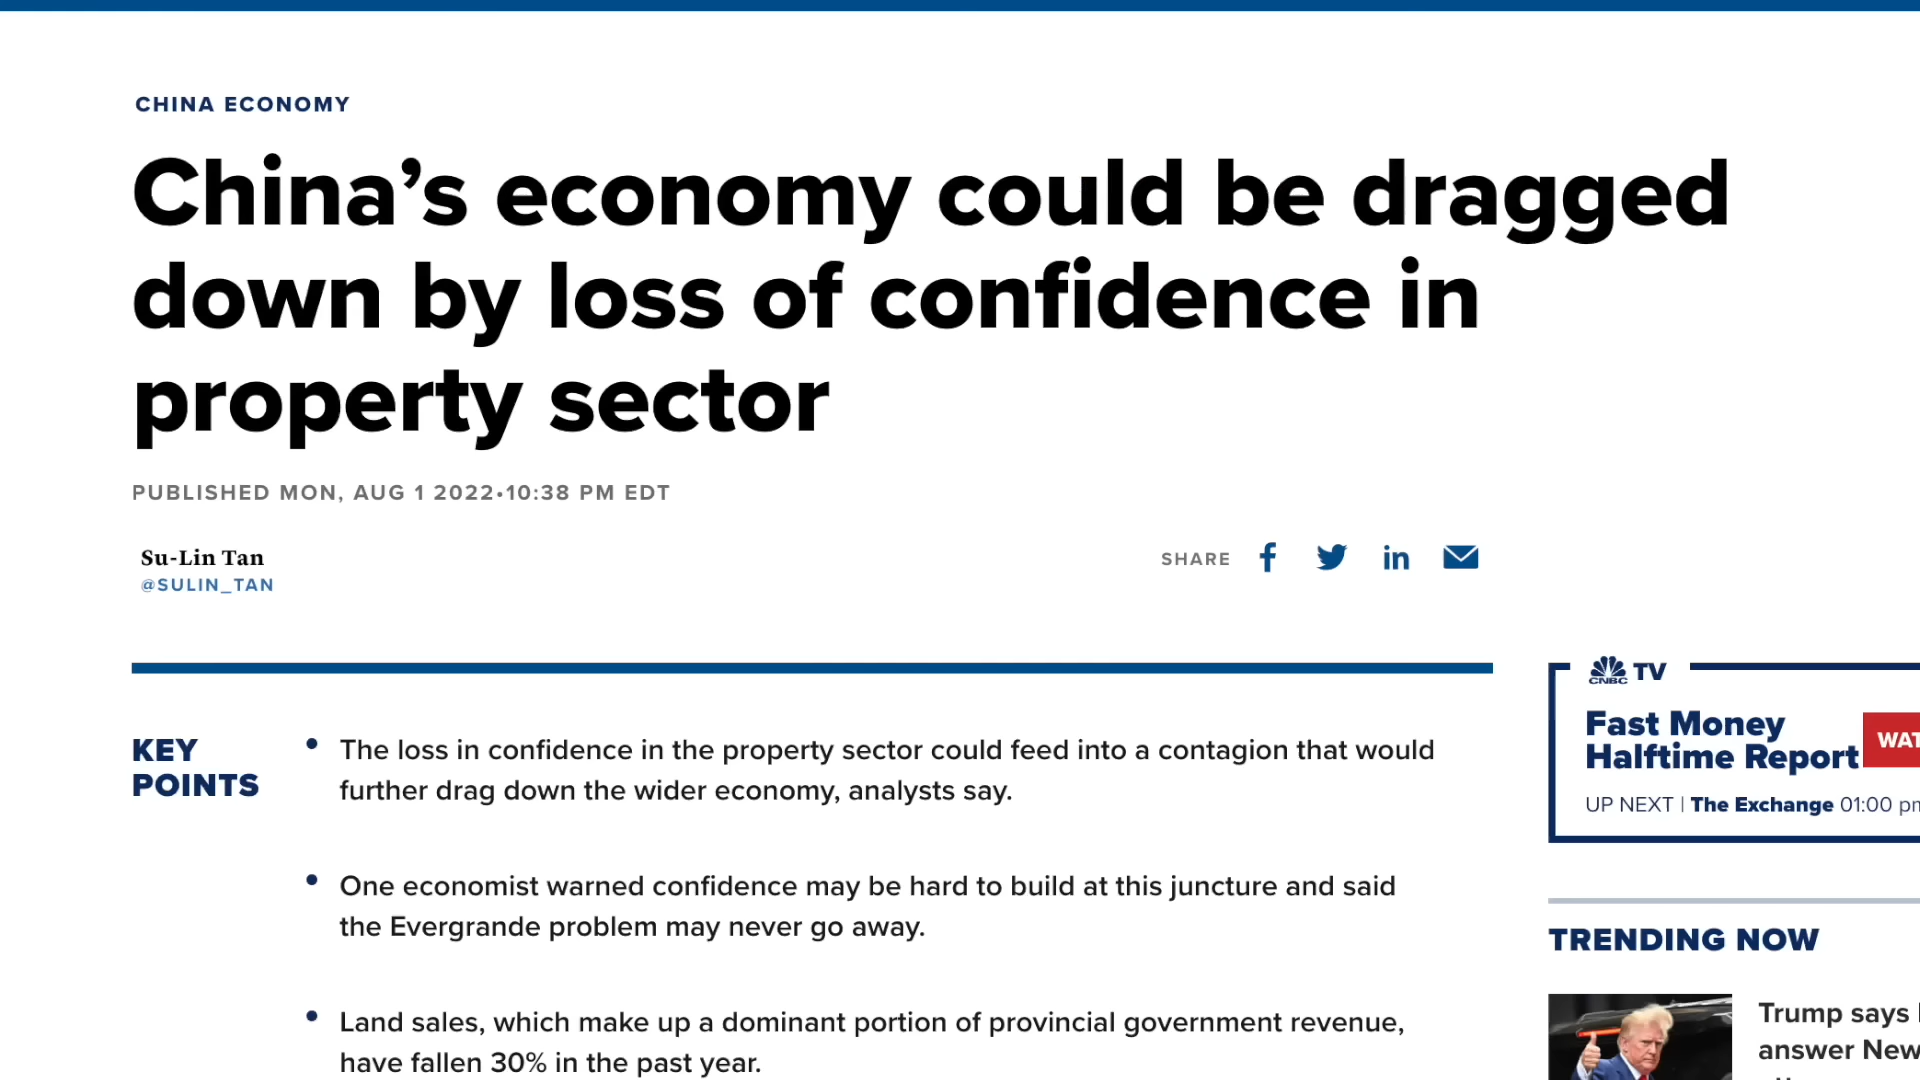 CHINA ECONOMY
China’s economy could be dragged
down by loss of confidence in
property sector
PUBLISHED MON, AUG 1 2022•10:38 PM EDT
Su-Lin Tan
@SULIN_TAN
SHARE
KEY
POINTS
• The loss in confidence in the property sector could feed into a contagion that would
further drag down the wider economy, analysts say.
• One economist warned confidence may be hard to build at this juncture and said
the Evergrande problem may never go away.
• Land sales, which make up a dominant portion of provincial government revenue,
have fallen 30% in the past year.
CNBC TV
Fast Money
Halftime Report
WAT
UP NEXT | The Exchange 01:00 pm
TRENDING NOW
Trump says
answer New